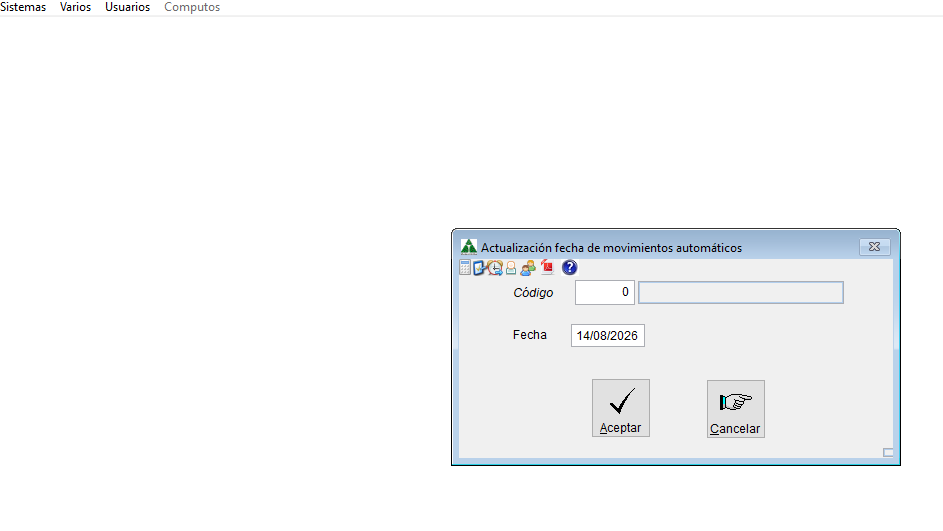 Sistemas Varios Usuarios Computos
Actualización fecha de movimientos automáticos
?
Código 0
Fecha 14/08/2026
Aceptar Cancelar